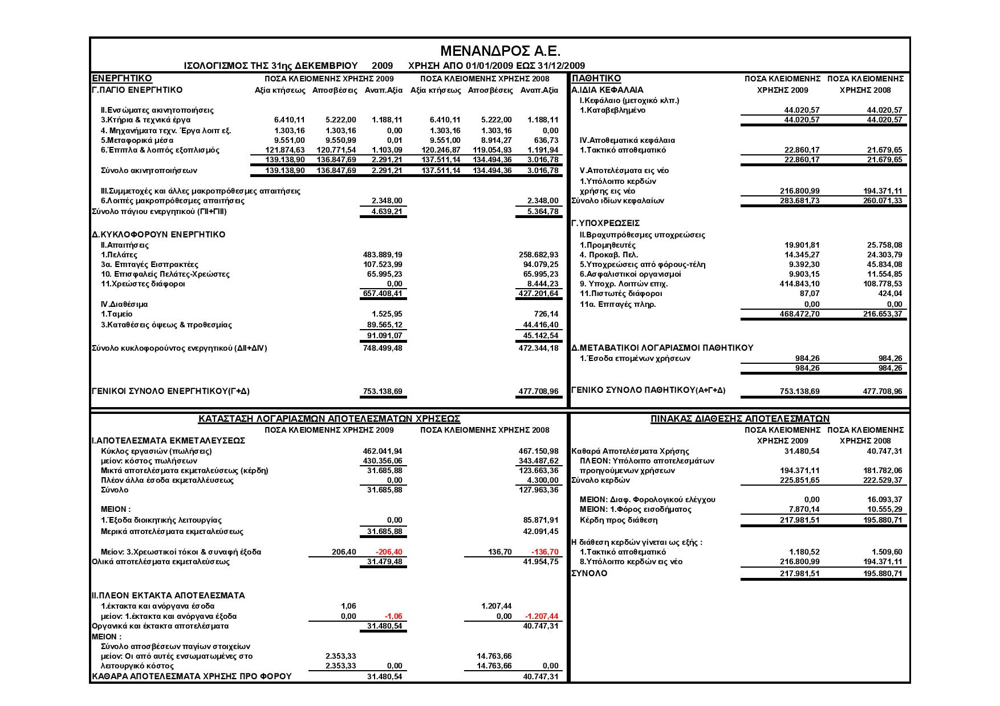 ΜΕΝΑΝΔΡΟΣ Α.Ε.
ΙΣΟΛΟΓΙΣΜΟΣ ΤΗΣ 31ης ΔΕΚΕΜΒΡΙΟΥ 2009 ΧΡΗΣΗ ΑΠΟ 01/01/2009 ΕΩΣ 31/12/2009
ΕΝΕΡΓΗΤΙΚΟ ΠΟΣΑ ΚΛΕΙΟΜΕΝΗΣ ΧΡΗΣΗΣ 2009 ΠΟΣΑ ΚΛΕΙΟΜΕΝΗΣ ΧΡΗΣΗΣ 2008
Γ.ΠΑΓΙΟ ΕΝΕΡΓΗΤΙΚΟ Αξία κτήσεως Αποσβέσεις Αναπ.Αξία Αξία κτήσεως Αποσβέσεις Αναπ.Αξία
ΙΙ.Ενσώματες ακινητοποιήσεις
3.Κτήρια & τεχνικά έργα 6.410,11 5.222,00 1.188,11 6.410,11 5.222,00 1.188,11
4. Μηχανήματα τεχν. Έργα λοιπ εξ. 1.303,16 1.303,16 0,00 1.303,16 1.303,16 0,00
5.Μεταφορικά μέσα 9.551,00 9.550,99 0,01 9.551,00 8.914,27 636,73
6.Έπιπλα & λοιπός εξοπλισμός 121.874,63 120.771,54 1.103,09 120.246,87 119.054,93 1.191,94
139.138,90 136.847,69 2.291,21 137.511,14 134.494,36 3.016,78
Σύνολο ακινητοποιήσεων 139.138,90 136.847,69 2.291,21 137.511,14 134.494,36 3.016,78
ΙΙΙ.Συμμετοχές και άλλες μακροπρόθεσμες απαιτήσεις
6.Λοιπές μακροπρόθεσμες απαιτήσεις 2.348,00 2.348,00
Σύνολο πάγιου ενεργητικού (ΓΙΙ+ΓΙΙΙ) 4.639,21 5.364,78
Δ.ΚΥΚΛΟΦΟΡΟΥΝ ΕΝΕΡΓΗΤΙΚΟ
ΙΙ.Απαιτήσεις
1.Πελάτες 483.889,19 258.682,93
3α. Επιταγές Εισπρακτέες 107.523,99 94.079,25
10. Επισφαλείς Πελάτες-Χρεώστες 65.995,23 65.995,23
11.Χρεώστες διάφοροι 0,00 8.444,23
657.408,41 427.201,64
ΙV.Διαθέσιμα
1.Ταμείο 1.525,95 726,14
3.Καταθέσεις όψεως & προθεσμίας 89.565,12 44.416,40
91.091,07 45.142,54
Σύνολο κυκλοφορούντος ενεργητικού (ΔΙΙ+ΔΙV) 748.499,48 472.344,18
ΓΕΝΙΚΟΙ ΣΥΝΟΛΟ ΕΝΕΡΓΗΤΙΚΟΥ(Γ+Δ) 753.138,69 477.708,96
ΠΑΘΗΤΙΚΟ ΠΟΣΑ ΚΛΕΙΟΜΕΝΗΣ ΠΟΣΑ ΚΛΕΙΟΜΕΝΗΣ
Α.ΙΔΙΑ ΚΕΦΑΛΑΙΑ ΧΡΗΣΗΣ 2009 ΧΡΗΣΗΣ 2008
Ι.Κεφάλαιο (μετοχικό κλπ.)
1.Καταβεβλημένο 44.020,57 44.020,57
44.020,57 44.020,57
IV.Αποθεματικά κεφάλαια
1.Τακτικό αποθεματικό 22.860,17 21.679,65
22.860,17 21.679,65
V.Αποτελέσματα εις νέο
1.Υπόλοιπο κερδών
χρήσης εις νέο 216.800,99 194.371,11
Σύνολο ιδίων κεφαλαίων 283.681,73 260.071,33
Γ.ΥΠΟΧΡΕΩΣΕΙΣ
ΙΙ.Βραχυπρόθεσμες υποχρεώσεις
1.Προμηθευτές 19.901,81 25.758,08
4. Προκαβ. Πελ. 14.345,27 24.303,79
5.Υποχρεώσεις από φόρους-τέλη 9.392,30 45.834,08
6.Ασφαλιστικοί οργανισμοί 9.903,15 11.554,85
9. Υποχρ. Λοιπών επιχ. 414.843,10 108.778,53
11.Πιστωτές διάφοροι 87,07 424,04
11α. Επιταγές πληρ. 0,00 0,00
468.472,70 216.653,37
Δ.ΜΕΤΑΒΑΤΙΚΟΙ ΛΟΓΑΡΙΑΣΜΟΙ ΠΑΘΗΤΙΚΟΥ
1.Έσοδα επομένων χρήσεων 984,26 984,26
984,26 984,26
ΓΕΝΙΚΟ ΣΥΝΟΛΟ ΠΑΘΗΤΙΚΟΥ(Α+Γ+Δ) 753.138,69 477.708,96
ΚΑΤΑΣΤΑΣΗ ΛΟΓΑΡΙΑΣΜΩΝ ΑΠΟΤΕΛΕΣΜΑΤΩΝ ΧΡΗΣΕΩΣ
ΠΟΣΑ ΚΛΕΙΟΜΕΝΗΣ ΧΡΗΣΗΣ 2009 ΠΟΣΑ ΚΛΕΙΟΜΕΝΗΣ ΧΡΗΣΗΣ 2008
Ι.ΑΠΟΤΕΛΕΣΜΑΤΑ ΕΚΜΕΤΑΛΕΥΣΕΩΣ
Κύκλος εργασιών (πωλήσεις) 462.041,94 467.150,98
μείον: κόστος πωλήσεων 430.356,06 343.487,62
Μικτά αποτελέσματα εκμεταλεύσεως (κέρδη) 31.685,88 123.663,36
Πλέον άλλα έσοδα εκμεταλλέυσεως 0,00 4.300,00
Σύνολο 31.685,88 127.963,36
ΜΕΙΟΝ :
1.Έξοδα διοικητικής λειτουργίας 0,00 85.871,91
Μερικά αποτελέσματα εκμεταλεύσεως 31.685,88 42.091,45
Μείον: 3.Χρεωστικοί τόκοι & συναφή έξοδα 206,40 -206,40 136,70 -136,70
Ολικά αποτελέσματα εκμεταλεύσεως 31.479,48 41.954,75
ΙΙ.ΠΛΕΟΝ ΕΚΤΑΚΤΑ ΑΠΟΤΕΛΕΣΜΑΤΑ
1.έκτακτα και ανόργανα έσοδα 1,06 1.207,44
μείον: 1.έκτακτα και ανόργανα έξοδα 0,00 -1,06 0,00 -1.207,44
Οργανικά και έκτακτα αποτελέσματα 31.480,54 40.747,31
ΜΕΙΟΝ :
Σύνολο αποσβέσεων παγίων στοιχείων
μείον: Οι από αυτές ενσωματωμένες στο 2.353,33 14.763,66
λειτουργικό κόστος 2.353,33 0,00 14.763,66 0,00
ΚΑΘΑΡΑ ΑΠΟΤΕΛΕΣΜΑΤΑ ΧΡΗΣΗΣ ΠΡΟ ΦΟΡΟΥ 31.480,54 40.747,31
ΠΙΝΑΚΑΣ ΔΙΑΘΕΣΗΣ ΑΠΟΤΕΛΕΣΜΑΤΩΝ
ΠΟΣΑ ΚΛΕΙΟΜΕΝΗΣ ΠΟΣΑ ΚΛΕΙΟΜΕΝΗΣ
ΧΡΗΣΗΣ 2009 ΧΡΗΣΗΣ 2008
Καθαρά Αποτελέσματα Χρήσης 31.480,54 40.747,31
ΠΛΕΟΝ: Υπόλοιπο αποτελεσμάτων
προηγούμενων χρήσεων 194.371,11 181.782,06
Σύνολο κερδών 225.851,65 222.529,37
ΜΕΙΟΝ: Διαφ. Φορολογικού ελέγχου 0,00 16.093,37
ΜΕΙΟΝ: 1.Φόρος εισοδήματος 7.870,14 10.555,29
Κέρδη προς διάθεση 217.981,51 195.880,71
Η διάθεση κερδών γίνεται ως εξής :
1.Τακτικό αποθεματικό 1.180,52 1.509,60
8.Υπόλοιπο κερδών εις νέο 216.800,99 194.371,11
ΣΥΝΟΛΟ 217.981,51 195.880,71